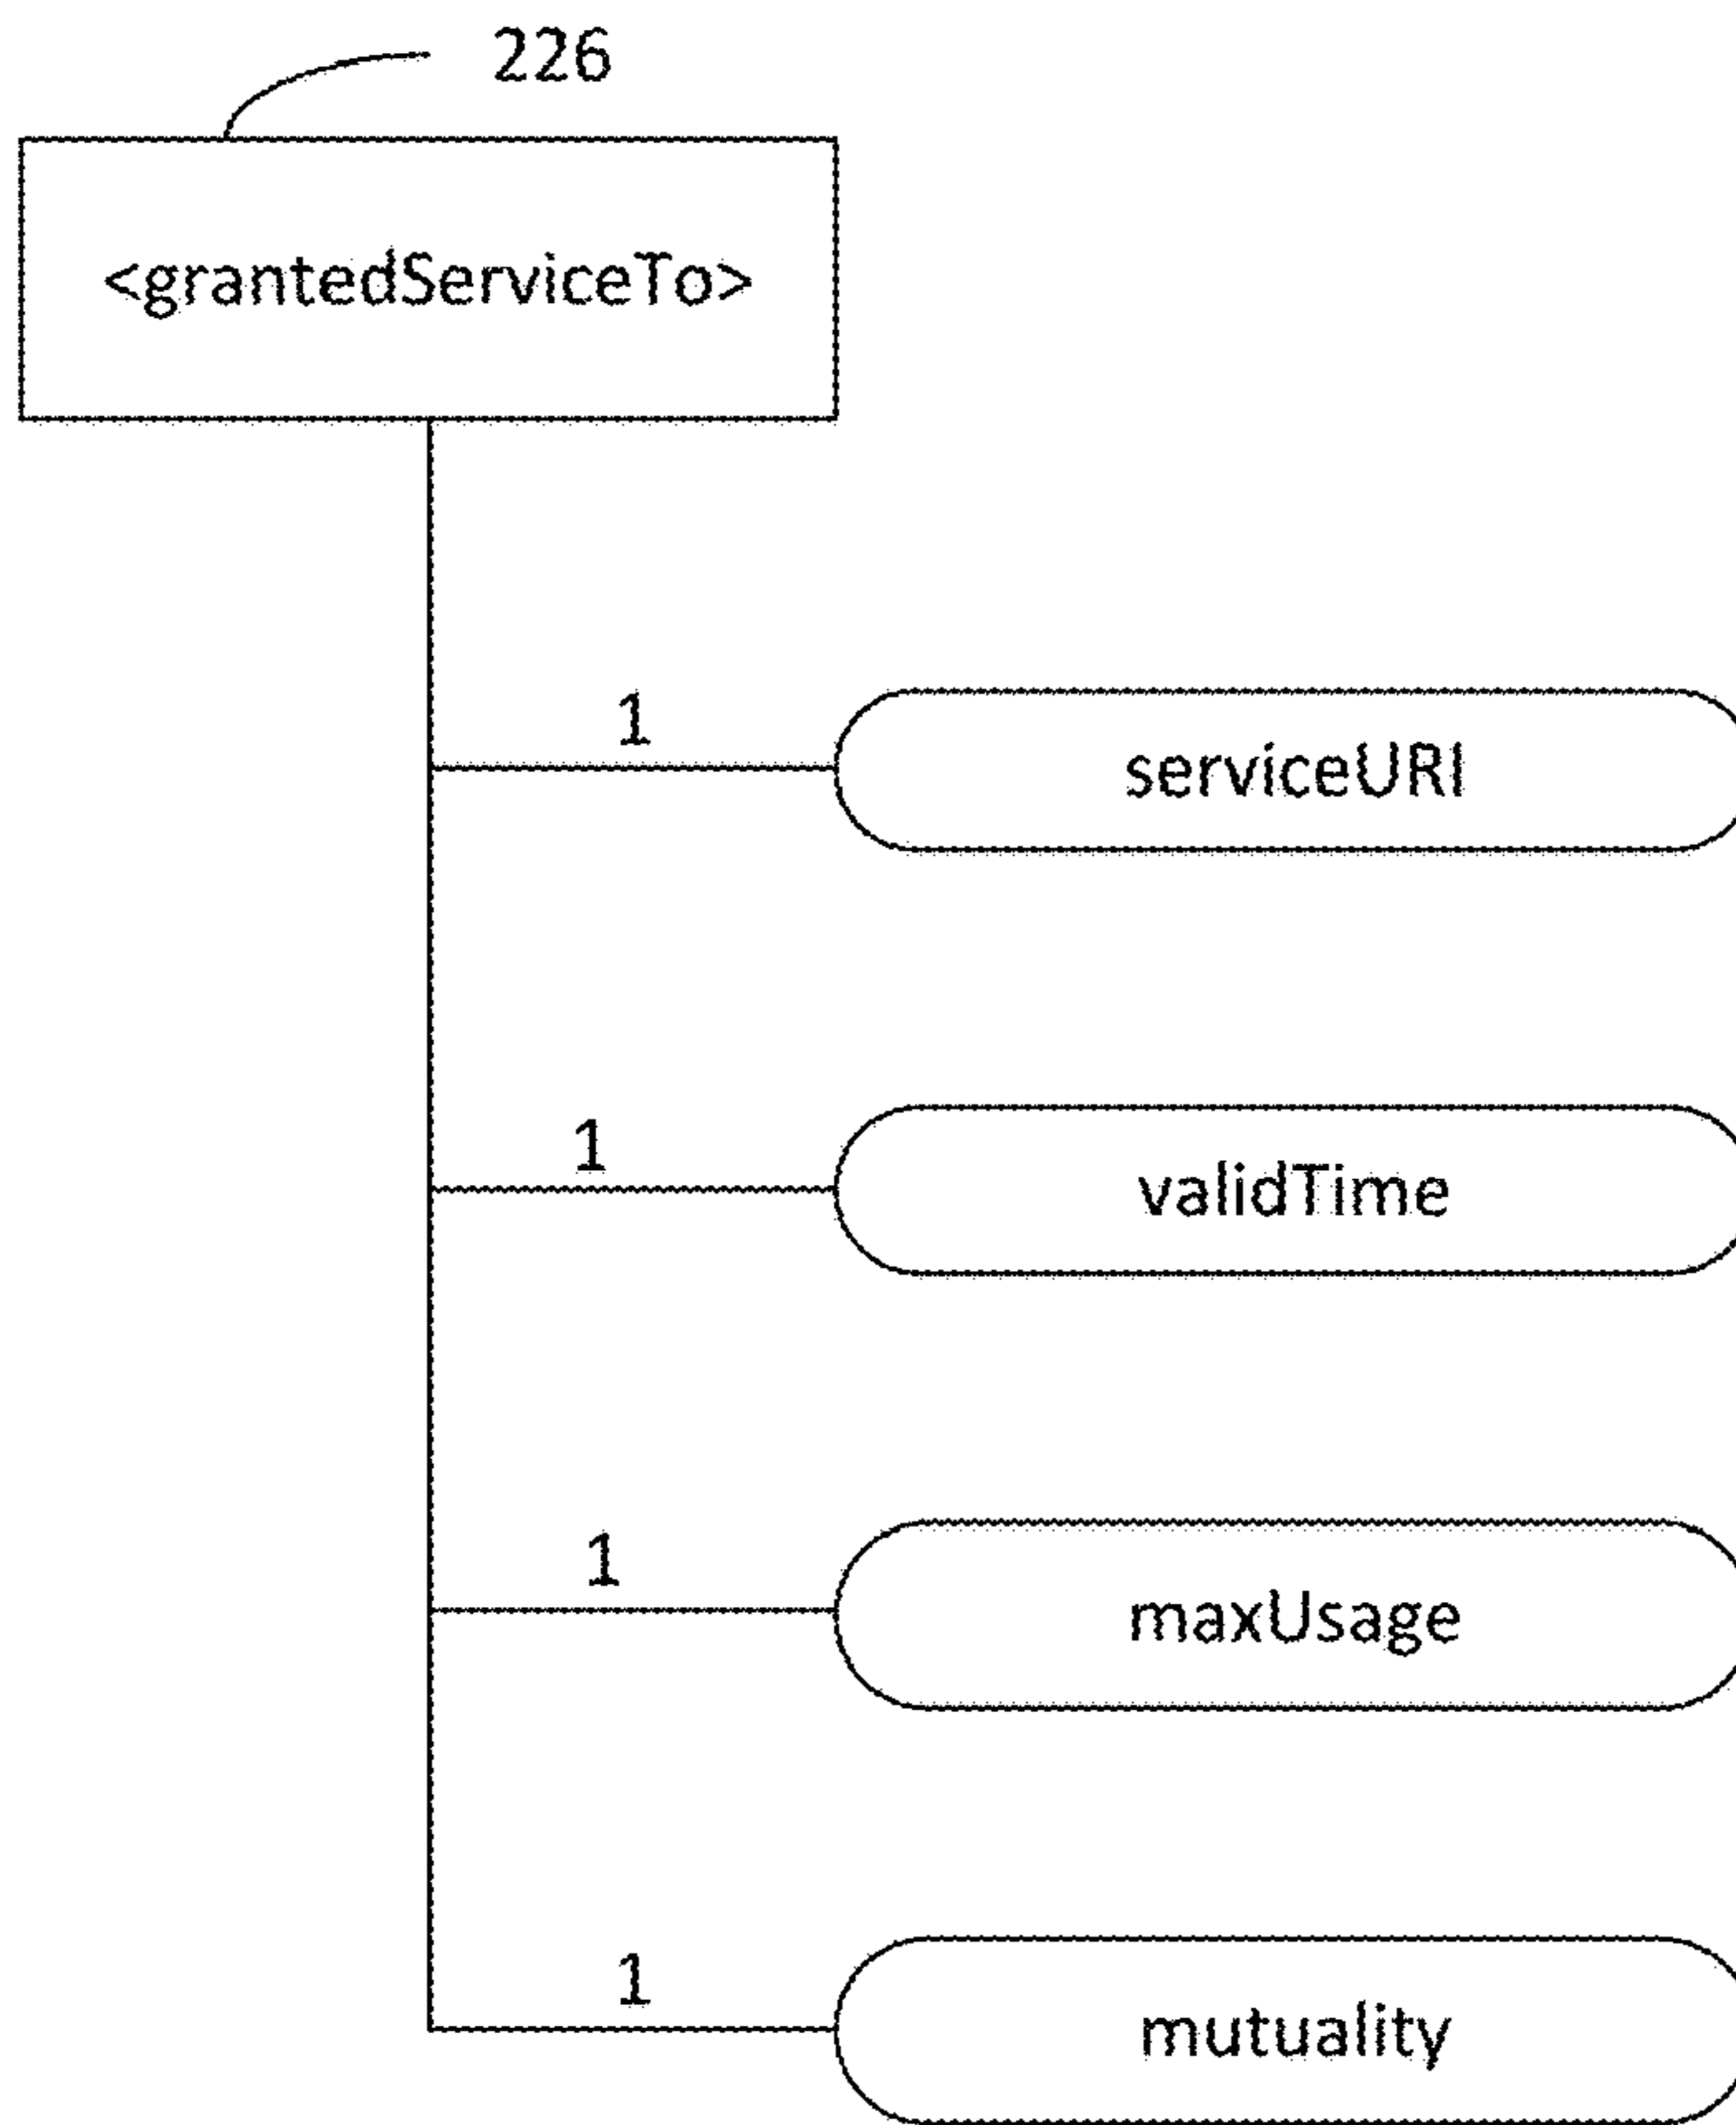 226
<grantedServiceTo>
1
serviceURI
1
validTime
1
maxUsage
1
mutuality